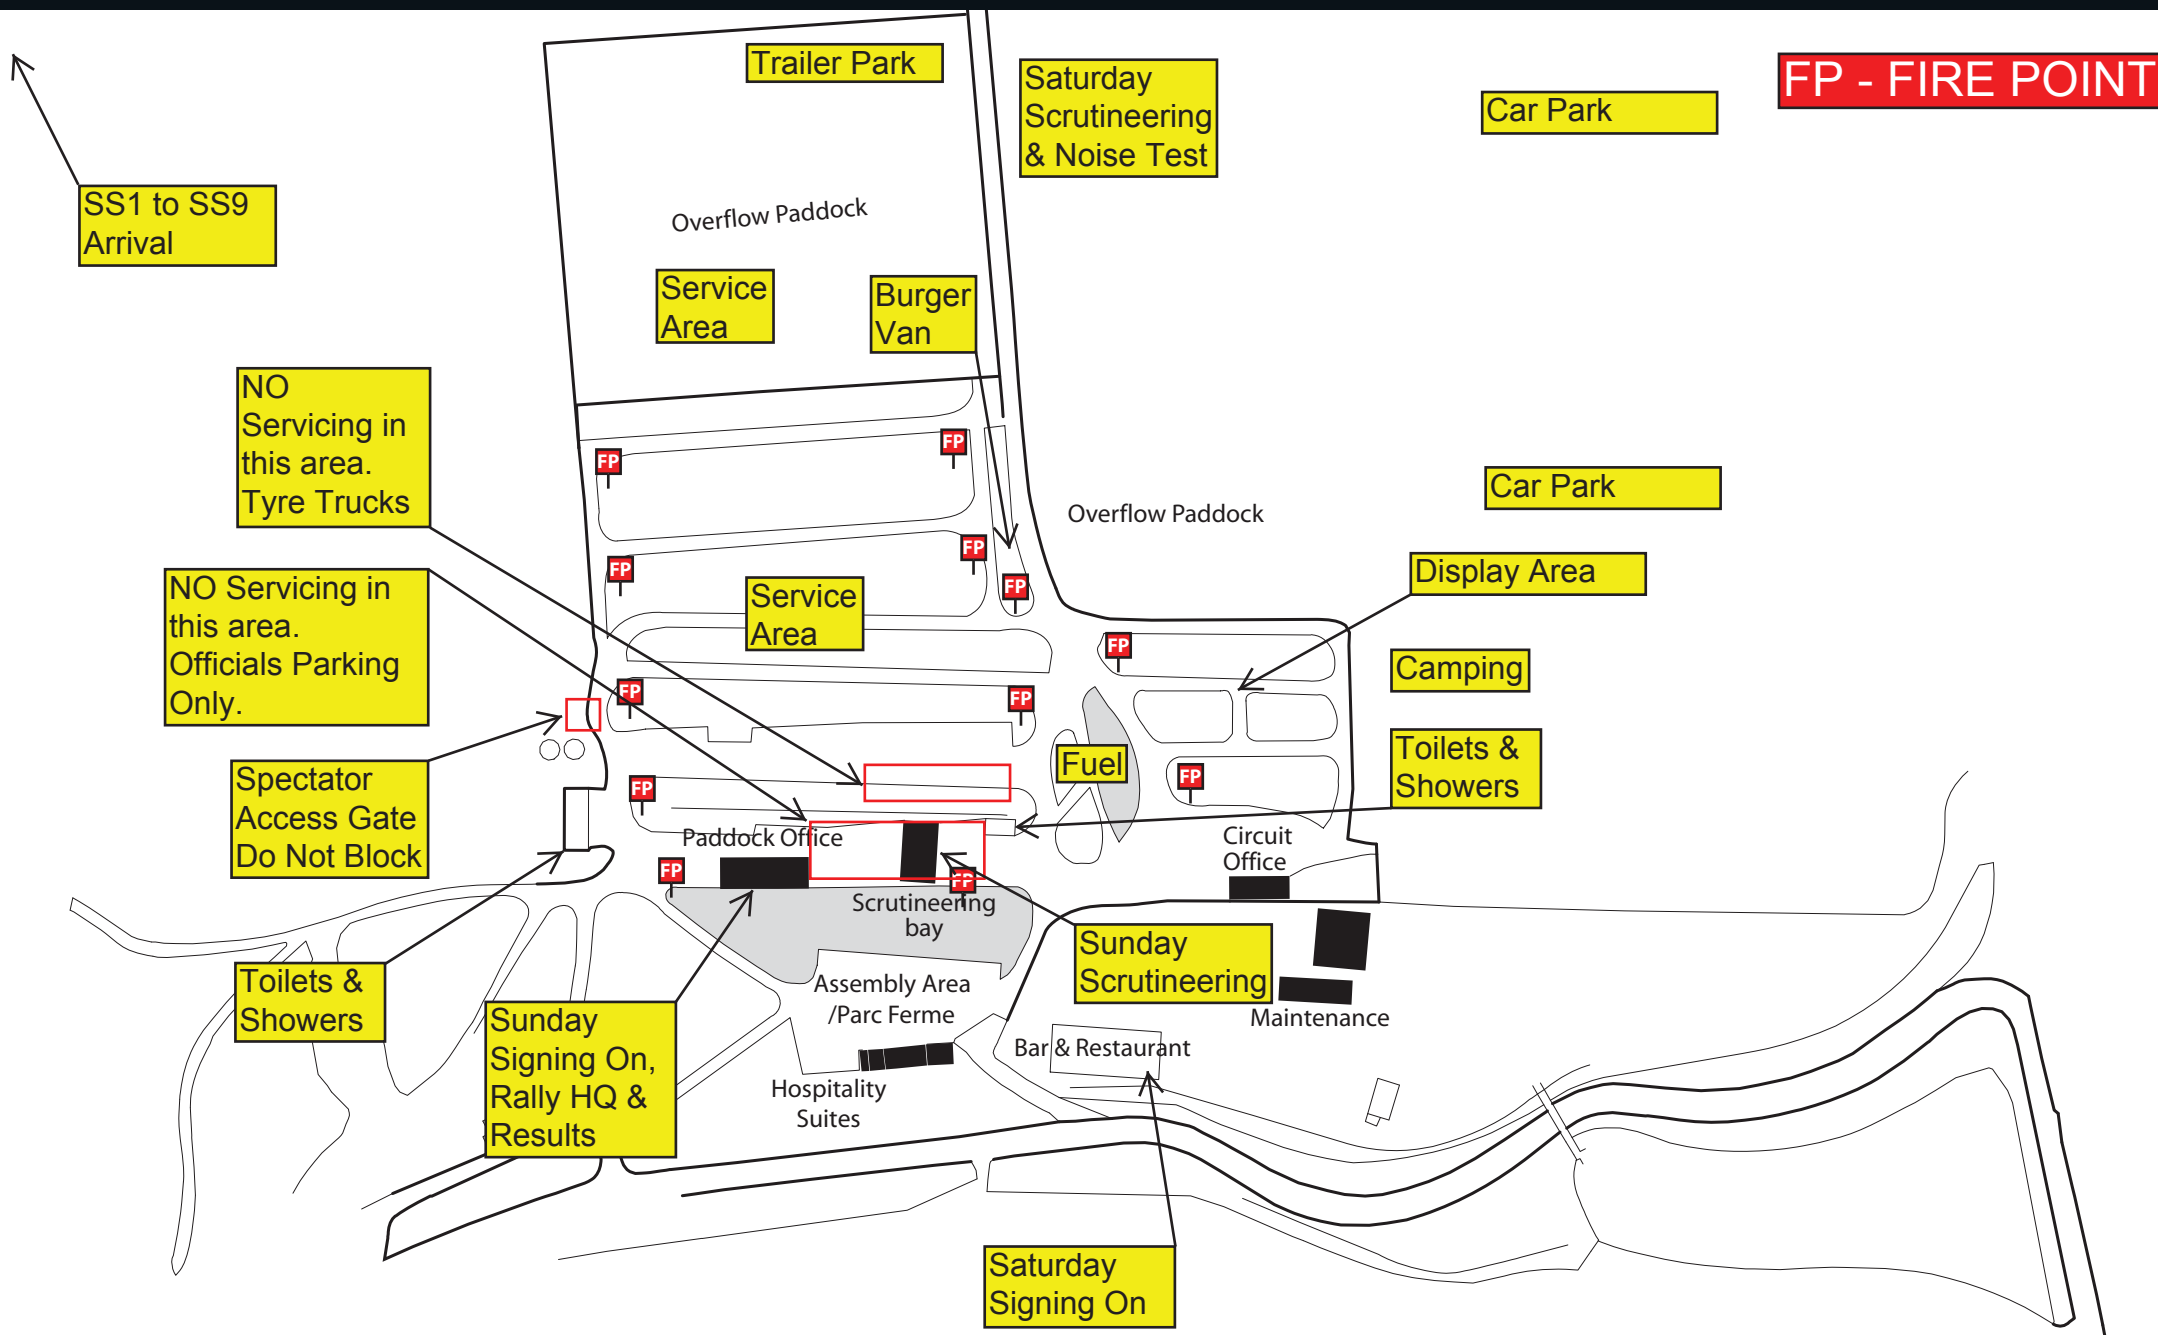 Trailer Park
Saturday
Scrutineering
& Noise Test
Car Park
FP - FIRE POINT
SS1 to SS9
Arrival
Overflow Paddock
Service
Area
Burger
Van
NO
Servicing in
this area.
Tyre Trucks
FP
FP
Car Park
Overflow Paddock
FP
FP
FP
Display Area
NO Servicing in
this area.
Officials Parking
Only.
Service
Area
FP
Camping
FP
FP
Toilets &
Showers
Fuel
FP
FP
Spectator
Access Gate
Do Not Block
Paddock Office
Circuit
Office
FP
FP
Scrutineering
bay
Sunday
Scrutineering
Toilets &
Showers
Assembly Area
/Parc Ferme
Sunday
Signing On,
Rally HQ &
Results
Maintenance
Bar & Restaurant
Hospitality
Suites
Saturday
Signing On